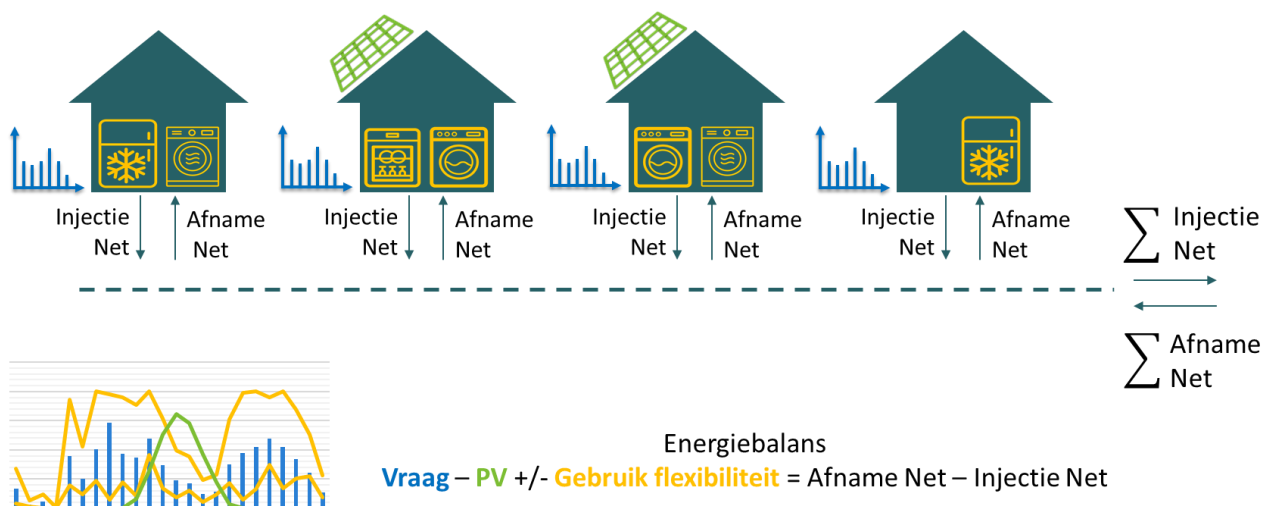 Injectie
Net
Afname
Net
Injectie
Net
Afname
Net
Injectie
Net
Afname
Net
Injectie
Net
Afname
Net
∑ Injectie
Net
∑ Afname
Net
Energiebalans
Vraag – PV +/- Gebruik flexibiliteit = Afname Net – Injectie Net